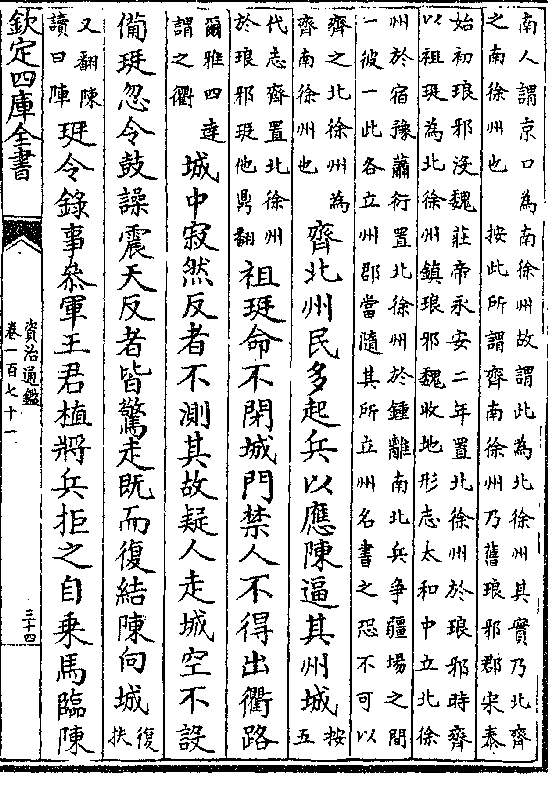 南人謂京口為南徐州故謂此為北徐州其實乃北齊
之南徐州也　按此所謂齊南徐州乃舊琅邪郡宋泰
始初琅邪沒魏莊帝永安二年置北徐州於琅邪時齊
以祖珽為北徐州鎮琅邪魏收地形志太和中立北徐
州於宿豫蕭衍置北徐州於鍾離南北兵爭疆場之間
一彼一此各立州郡當隨其所立州名書之恐不可以
齊之北徐州為
齊南徐州也
齊北州民多起兵以應陳逼其州城
按五
代志齊置北徐州
於琅邪珽他鼎翻
祖珽命不閉城門禁人不得出衢路
爾雅四達
謂之衢
城中寂然反者不測其故疑人走城空不設
備珽忽令鼓譟震天反者皆驚走既而復結陳向城
復扶
又翻陳
讀曰陣
珽令錄事叅軍王君植將兵拒之自乗馬臨陳
欽定四庫全書
資治通鑑
卷一百七十一
三十四